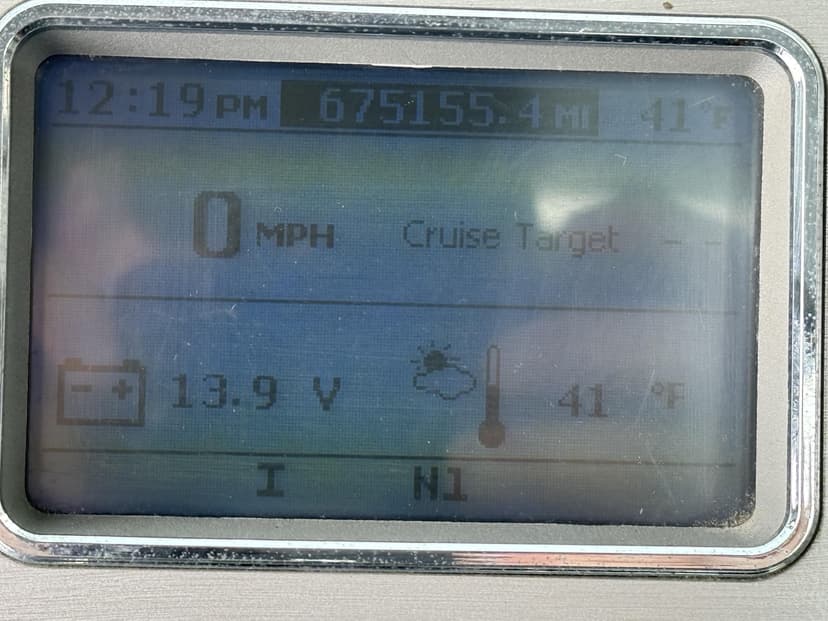 12:19 PM 675155.4 MI 41 °F
0 MPH Cruise Target - -
- + 13.9 V 41 °F
I N1